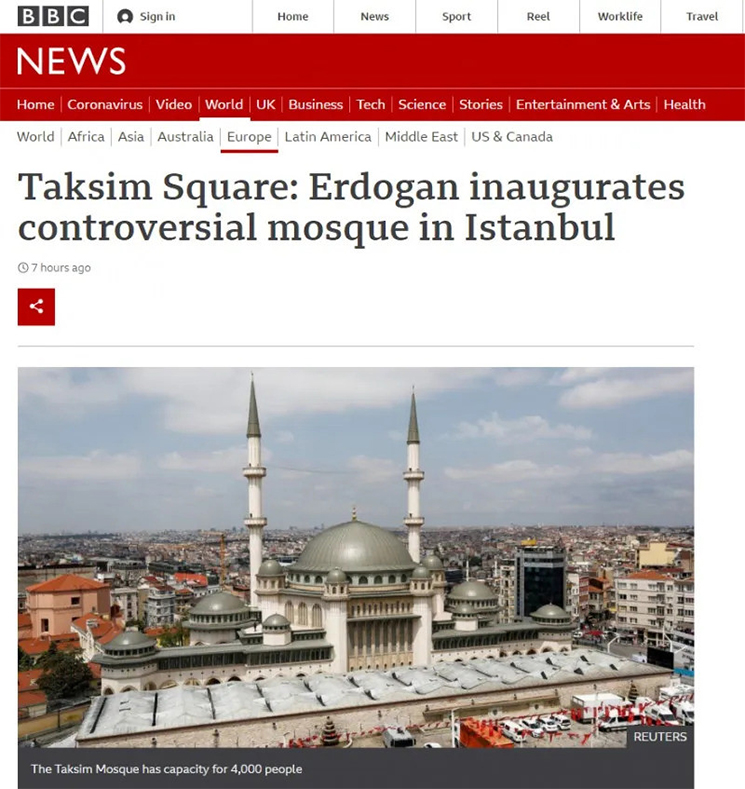 BBC Sign in Home News Sport Reel Worklife Travel
NEWS
Home Coronavirus Video World UK Business Tech Science Stories Entertainment & Arts Health
World Africa Asia Australia Europe Latin America Middle East US & Canada
Taksim Square: Erdogan inaugurates
controversial mosque in Istanbul
7 hours ago
REUTERS
The Taksim Mosque has capacity for 4,000 people